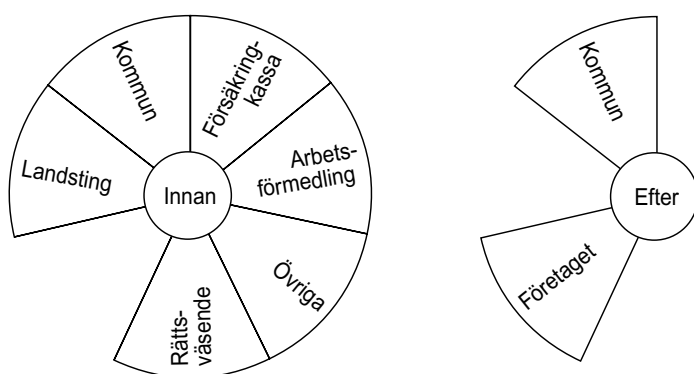 Kommun
Försäkring-
kassa
Landsting
Innan
Arbets-
förmedling
Övriga
Rätts-
väsende
Kommun
Efter
Företaget